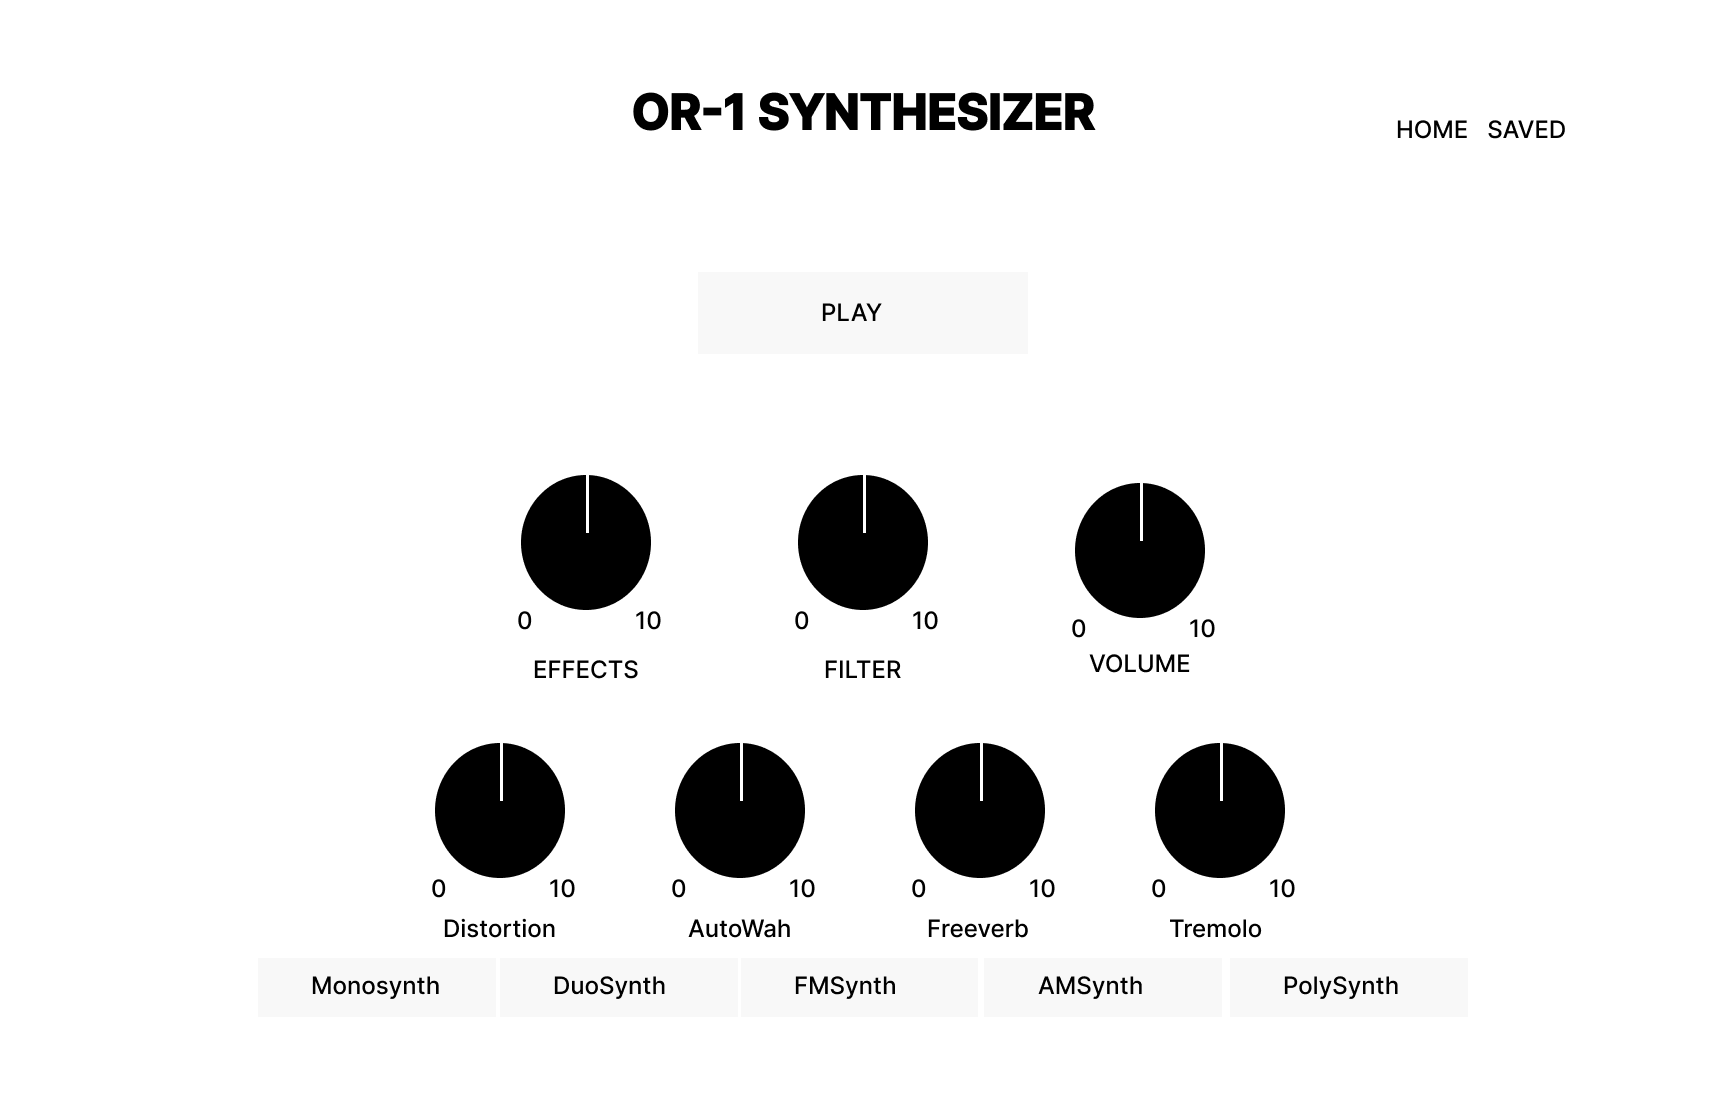 OR-1 SYNTHESIZER
HOME SAVED
PLAY
0 10 0 10 0 10
EFFECTS FILTER VOLUME
0 10 0 10 0 10 0 10
Distortion AutoWah Freeverb Tremolo
Monosynth DuoSynth FMSynth AMSynth PolySynth